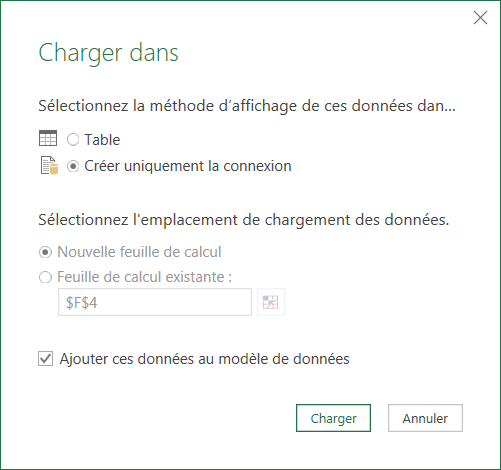 Charger dans
Sélectionnez la méthode d’affichage de ces données dan...
Table
Créer uniquement la connexion
Sélectionnez l'emplacement de chargement des données.
Nouvelle feuille de calcul
Feuille de calcul existante :
$F$4
Ajouter ces données au modèle de données
Charger Annuler